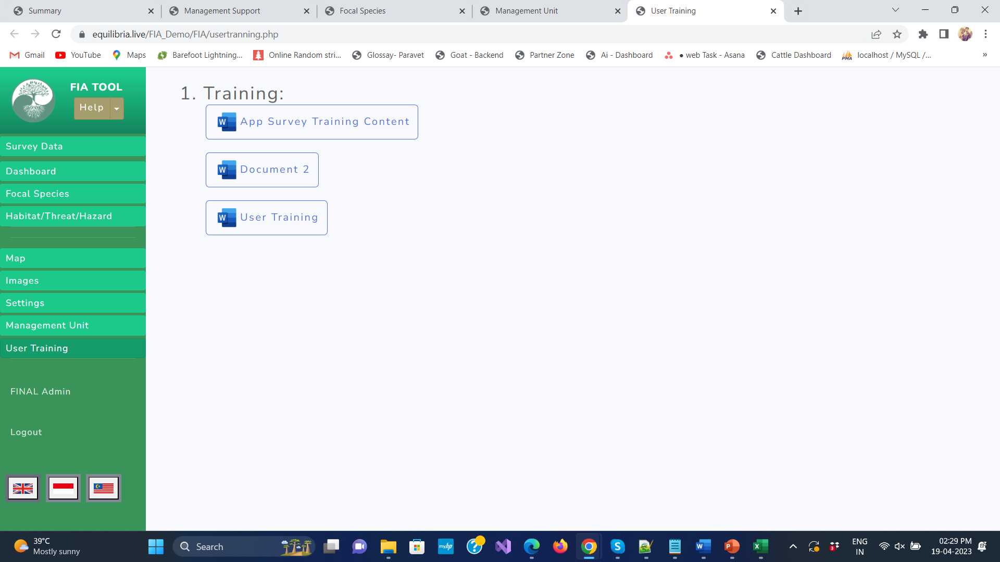 Summary
Management Support
Focal Species
Management Unit
User Training
equilibria.live/FIA_Demo/FIA/usertranning.php
Gmail
YouTube
Maps
Barefoot Lightning...
Online Random stri...
Glossay- Paravet
Goat - Backend
Partner Zone
Ai - Dashboard
● web Task - Asana
Cattle Dashboard
PMA
localhost / MySQL /...
»
FIA TOOL
Help
Survey Data
Dashboard
Focal Species
Habitat/Threat/Hazard
Map
Images
Settings
Management Unit
User Training
FINAL Admin
Logout
1. Training:
W App Survey Training Content
W Document 2
W User Training
39°C
Mostly sunny
Search
myhp
?
S
W
P
X
3
ENG
IN
02:29 PM
19-04-2023